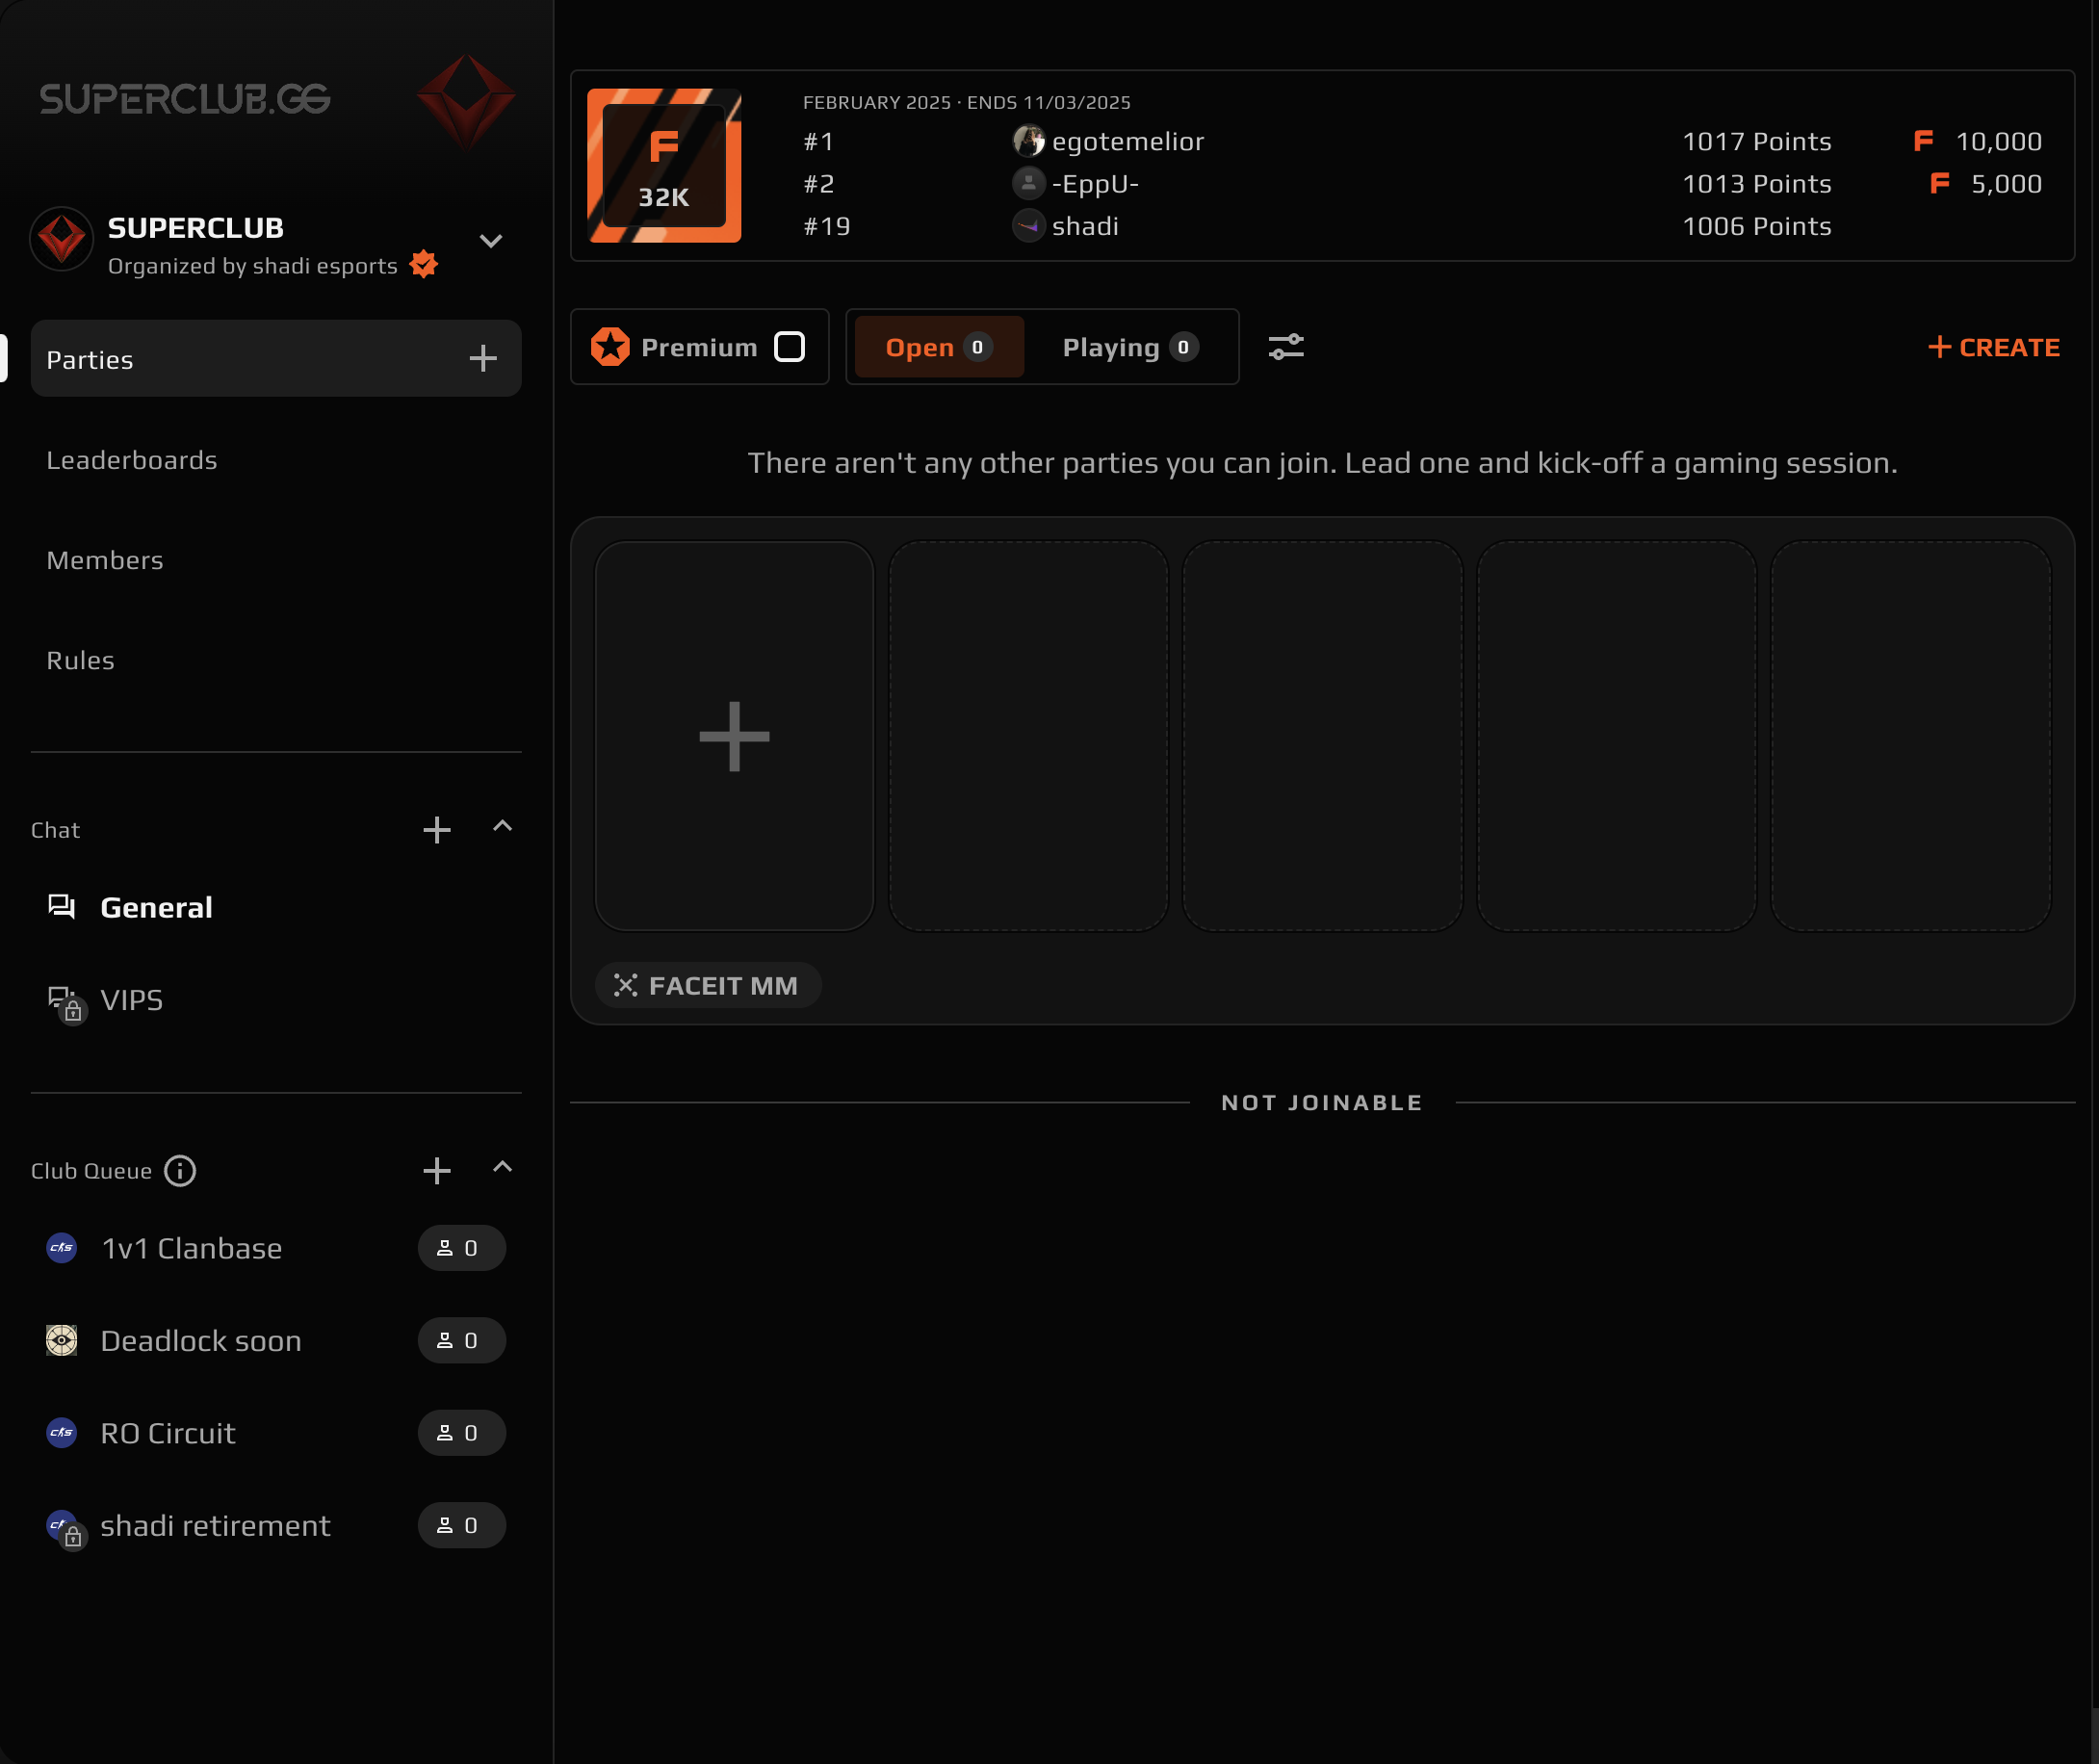 SUPERCLUB.GG
SUPERCLUB
Organized by shadi esports
Parties
Leaderboards
Members
Rules
Chat
General
VIPS
Club Queue
1v1 Clanbase 0
Deadlock soon 0
RO Circuit 0
shadi retirement 0
F
32K
FEBRUARY 2025 · ENDS 11/03/2025
#1 egotemelior 1017 Points F 10,000
#2 -EppU- 1013 Points F 5,000
#19 shadi 1006 Points
Premium Open 0 Playing 0 + CREATE
There aren't any other parties you can join. Lead one and kick-off a gaming session.
FACEIT MM
NOT JOINABLE